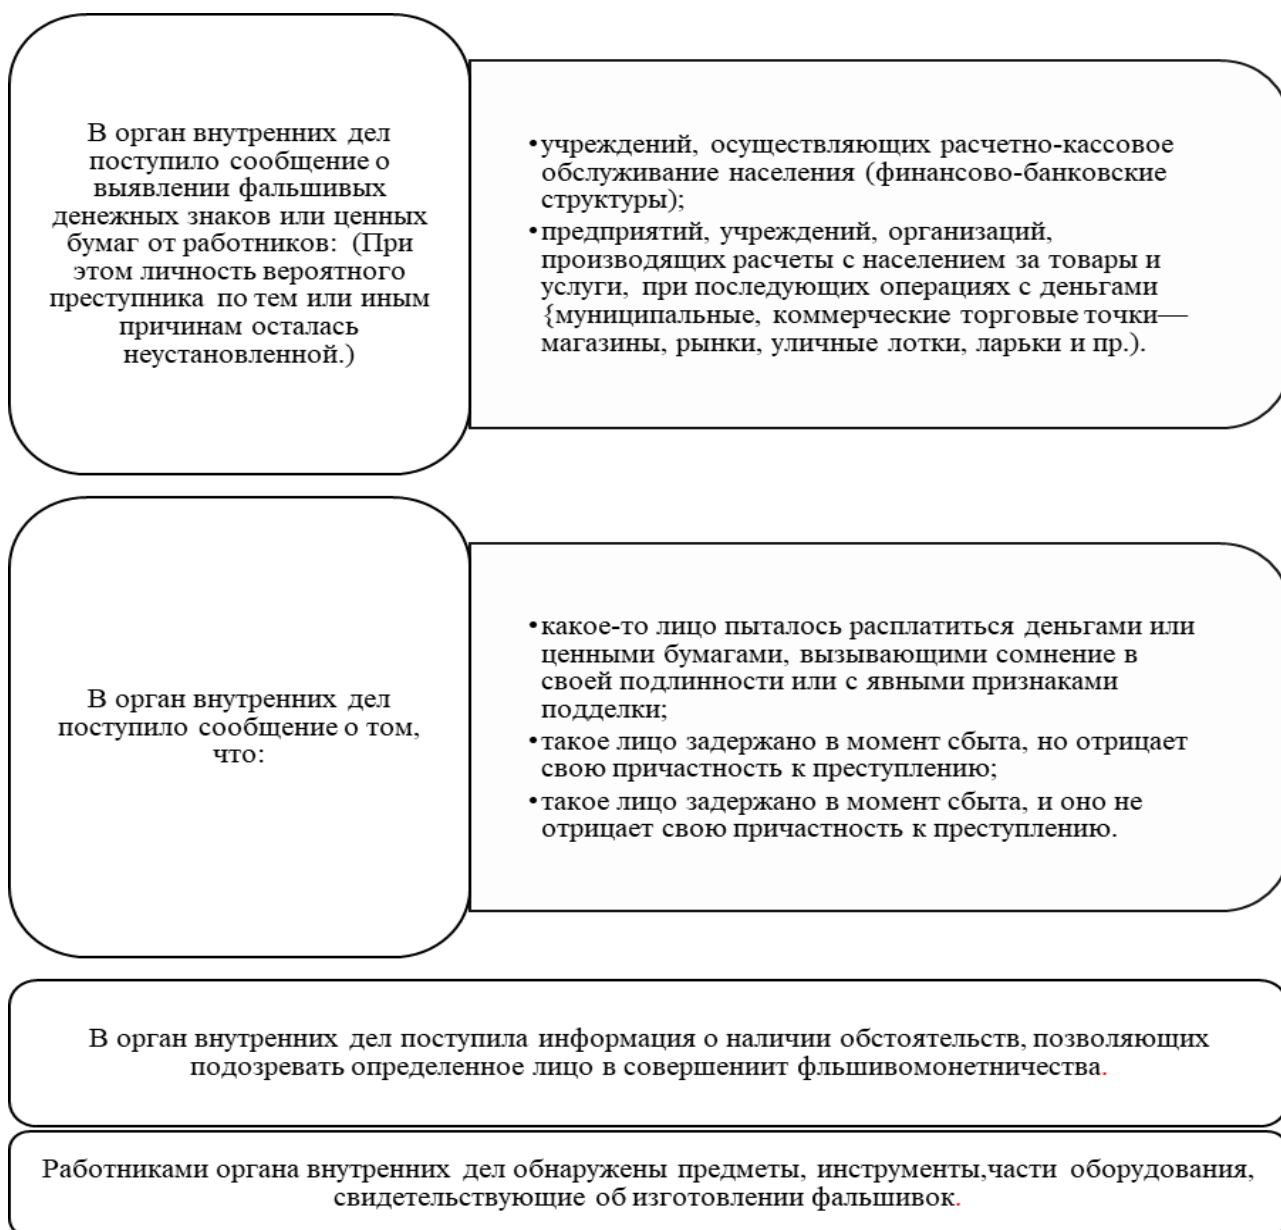 В орган внутренних дел
поступило сообщение о
выявлении фальшивых
денежных знаков или ценных
бумаг от работников: (При
этом личность вероятного
преступника по тем или иным
причинам осталась
неустановленной.)
•учреждений, осуществляющих расчетно-кассовое
обслуживание населения (финансово-банковские
структуры);
•предприятий, учреждений, организаций,
производящих расчеты с населением за товары и
услуги, при последующих операциях с деньгами
{муниципальные, коммерческие торговые точки—
магазины, рынки, уличные лотки, ларьки и пр.).
В орган внутренних дел
поступило сообщение о том,
что:
•какое-то лицо пыталось расплатиться деньгами или
ценными бумагами, вызывающими сомнение в
своей подлинности или с явными признаками
подделки;
•такое лицо задержано в момент сбыта, но отрицает
свою причастность к преступлению;
•такое лицо задержано в момент сбыта, и оно не
отрицает свою причастность к преступлению.
В орган внутренних дел поступила информация о наличии обстоятельств, позволяющих
подозревать определенное лицо в совершениит фльшивомонетничества.
Работниками органа внутренних дел обнаружены предметы, инструменты,части оборудования,
свидетельствующие об изготовлении фальшивок.